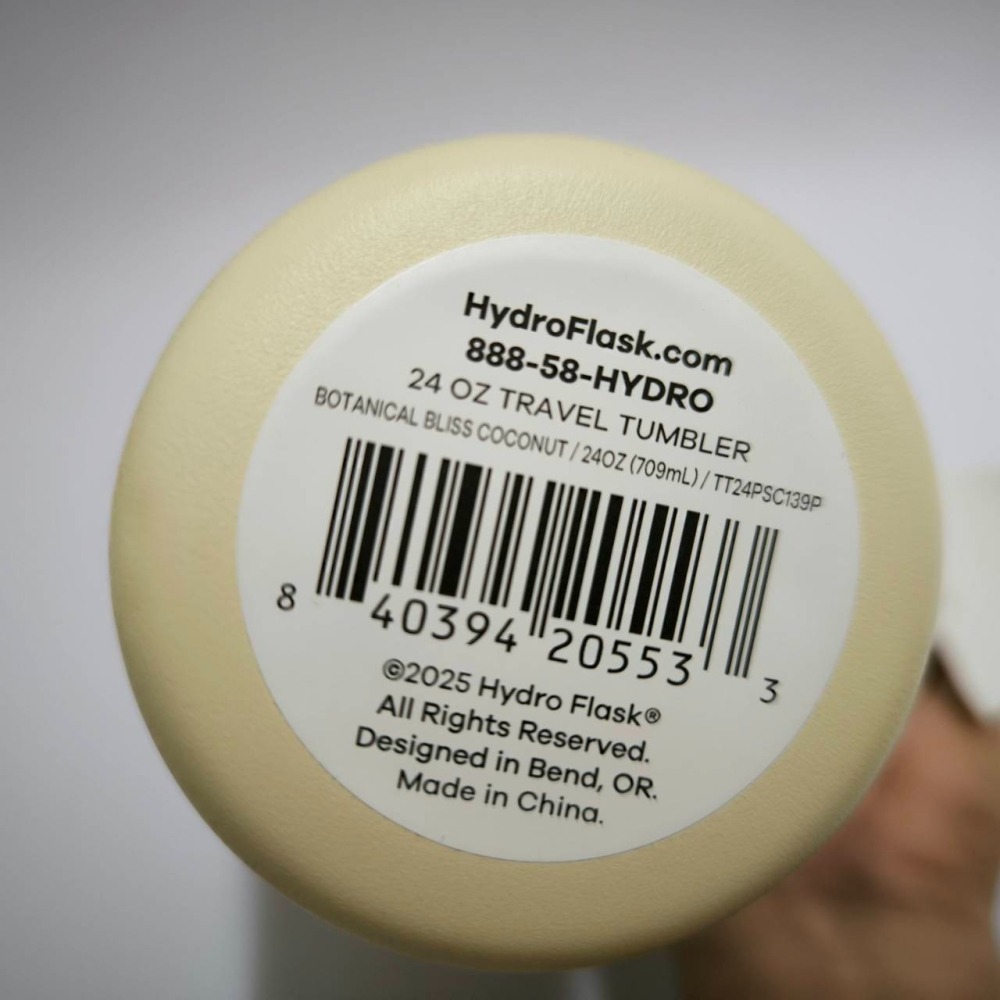 HydroFlask.com
888-58-HYDRO
24 OZ TRAVEL TUMBLER
BOTANICAL BLISS COCONUT / 24OZ (709mL) / TT24PSC139P
8 40394 20553 3
©2025 Hydro Flask®
All Rights Reserved.
Designed in Bend, OR.
Made in China.